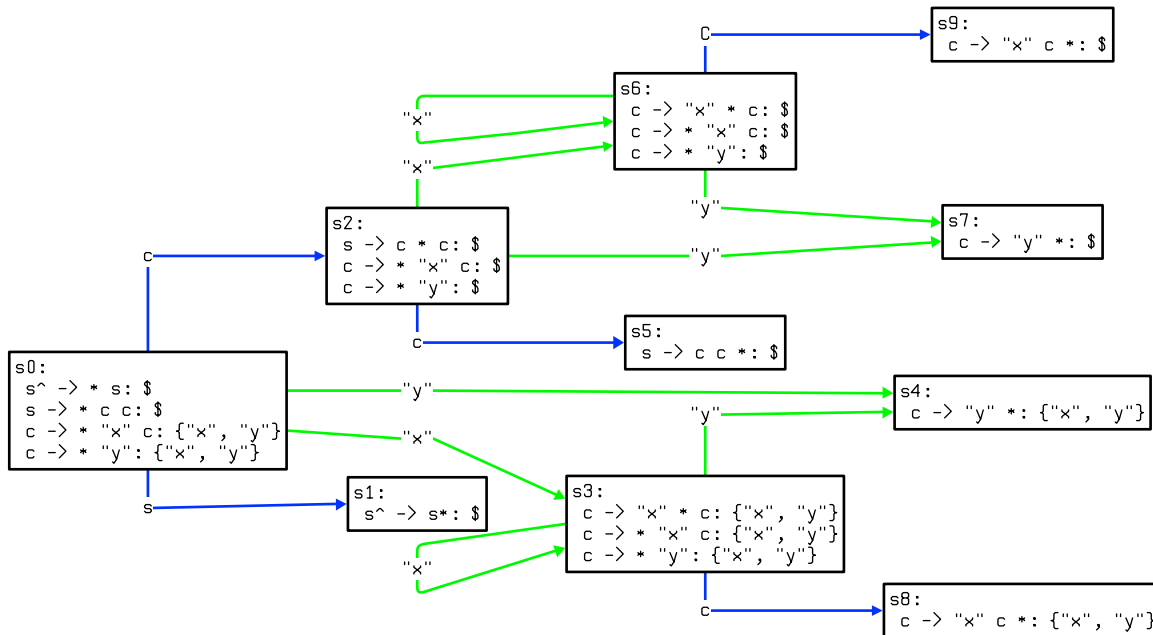 C
s9:
c -> "x" c *: $
s6:
c -> "x" * c: $
c -> * "x" c: $
c -> * "y": $
"x"
"x"
"y"
s2:
s -> c * c: $
c -> * "x" c: $
c -> * "y": $
s7:
c -> "y" *: $
c
"y"
c
s5:
s -> c c *: $
s0:
s^ -> * s: $
s -> * c c: $
c -> * "x" c: {"x", "y"}
c -> * "y": {"x", "y"}
"y"
"x"
"y"
s4:
c -> "y" *: {"x", "y"}
s
s1:
s^ -> s*: $
s3:
c -> "x" * c: {"x", "y"}
c -> * "x" c: {"x", "y"}
c -> * "y": {"x", "y"}
"x"
c
s8:
c -> "x" c *: {"x", "y"}